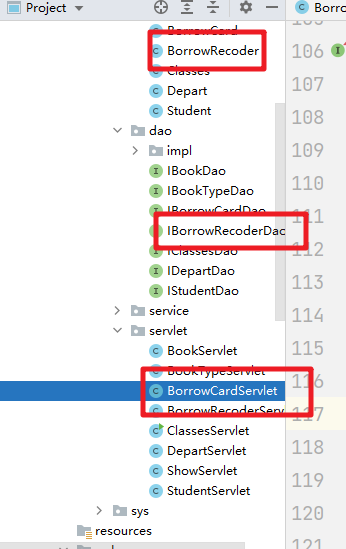 Project
Borro
BorrowCard
BorrowRecoder
Classes
Depart
Student
dao
impl
IBookDao
IBookTypeDao
IBorrowCardDao
IBorrowRecoderDao
IClassesDao
IDepartDao
IStudentDao
service
servlet
BookServlet
BookTypeServlet
BorrowCardServlet
BorrowRecoderServ
ClassesServlet
DepartServlet
ShowServlet
StudentServlet
sys
resources
105
106
107
108
109
110
111
112
113
114
115
116
117
118
119
120
121